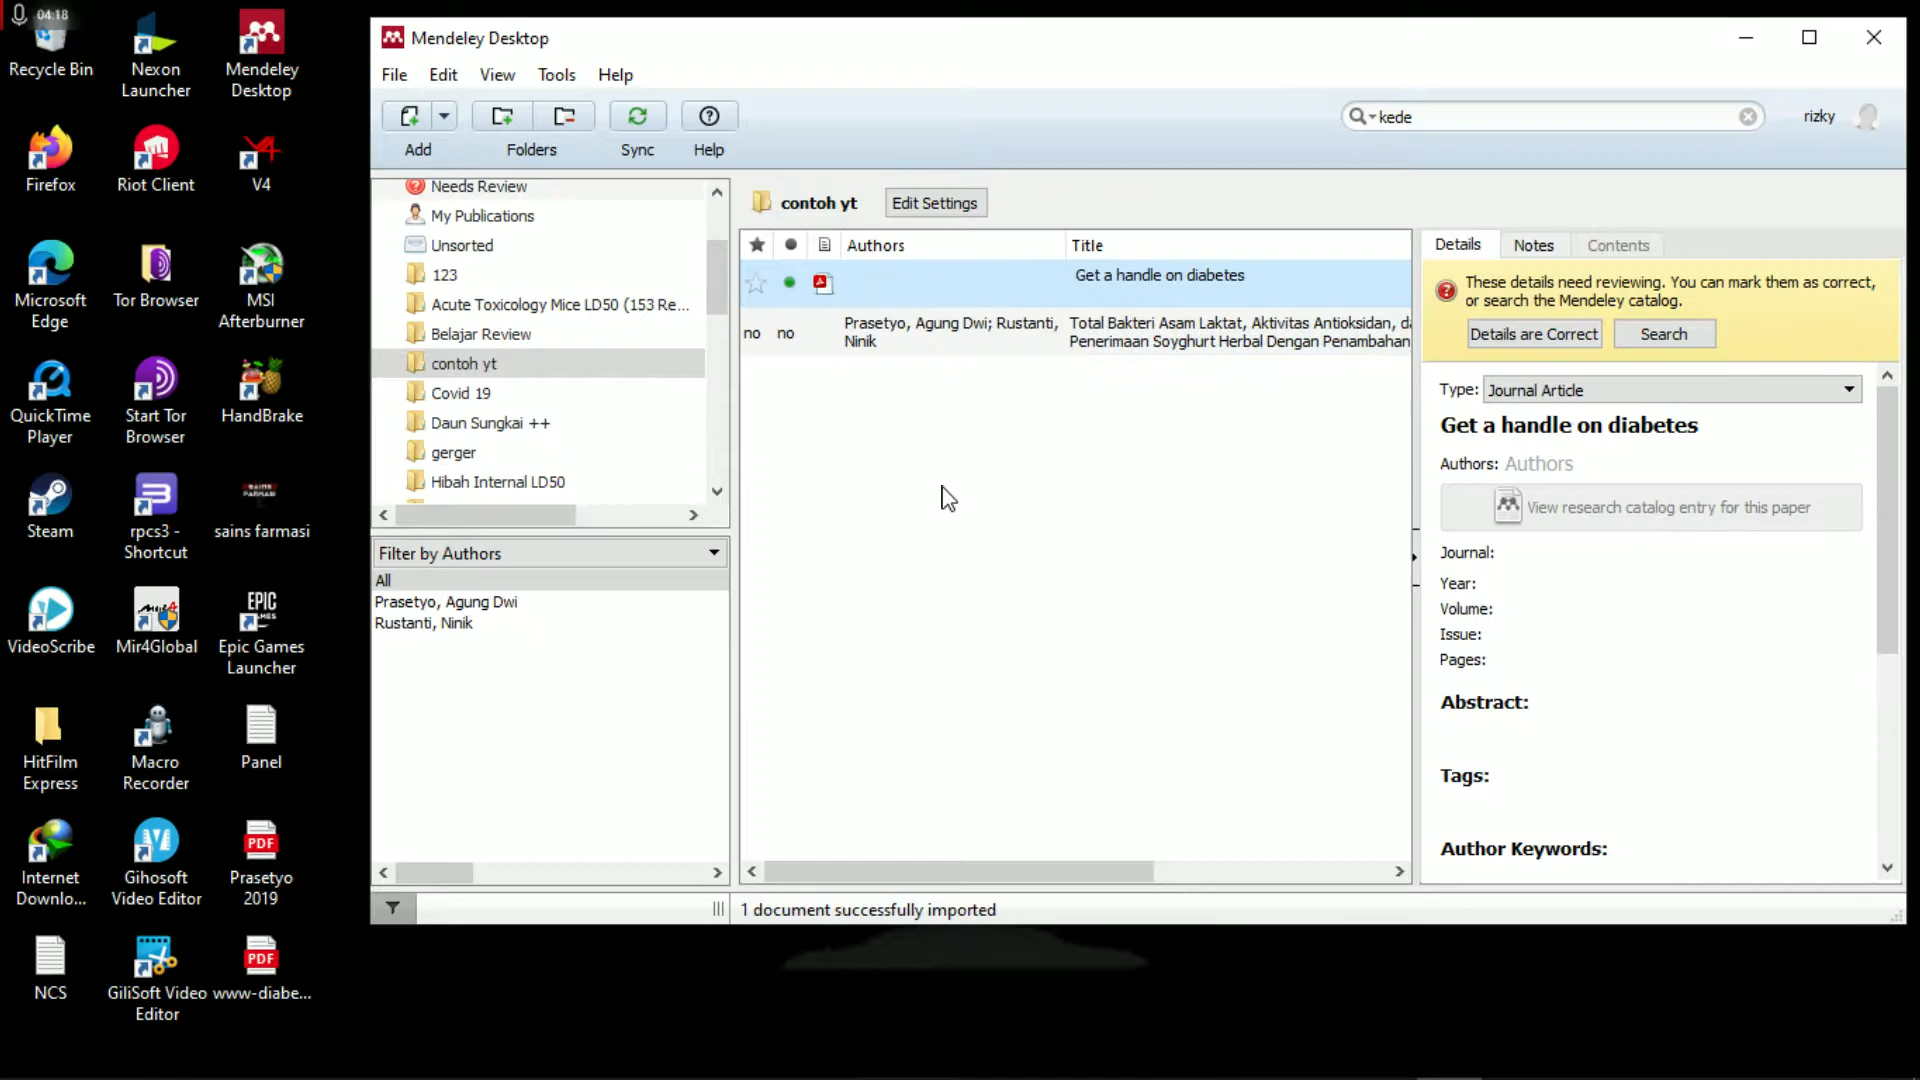 04:18
Recycle Bin
Nexon
Launcher
Mendeley
Desktop
Firefox
Riot Client
V4
Microsoft
Edge
Tor Browser
MSI
Afterburner
QuickTime
Player
Start Tor
Browser
HandBrake
Steam
rpcs3 -
Shortcut
sains farmasi
VideoScribe
Mir4Global
EPIC
GAMES
Epic Games
Launcher
HitFilm
Express
Macro
Recorder
Panel
Internet
Downlo...
Gihosoft
Video Editor
PDF
Prasetyo
2019
NCS
GiliSoft Video
Editor
PDF
www-diabe...
Mendeley Desktop
File Edit View Tools Help
Add Folders Sync Help
kede
rizky
Needs Review
My Publications
Unsorted
123
Acute Toxicology Mice LD50 (153 Re...
Belajar Review
contoh yt
Covid 19
Daun Sungkai ++
gerger
Hibah Internal LD50
Filter by Authors
All
Prasetyo, Agung Dwi
Rustanti, Ninik
contoh yt Edit Settings
Authors Title
Get a handle on diabetes
no no Prasetyo, Agung Dwi; Rustanti, Total Bakteri Asam Laktat, Aktivitas Antioksidan, da
Ninik Penerimaan Soyghurt Herbal Dengan Penambahan
1 document successfully imported
Details Notes Contents
These details need reviewing. You can mark them as correct,
or search the Mendeley catalog.
Details are Correct Search
Type: Journal Article
Get a handle on diabetes
Authors: Authors
View research catalog entry for this paper
Journal:
Year:
Volume:
Issue:
Pages:
Abstract:
Tags:
Author Keywords: